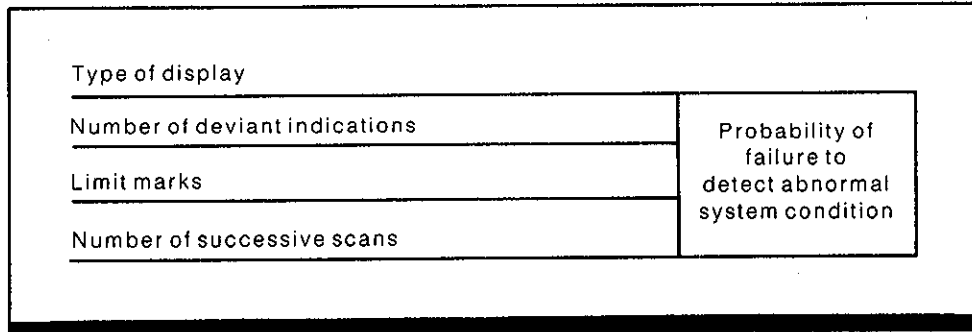 Type of display
Number of deviant indications
Limit marks
Number of successive scans
Probability of
failure to
detect abnormal
system condition